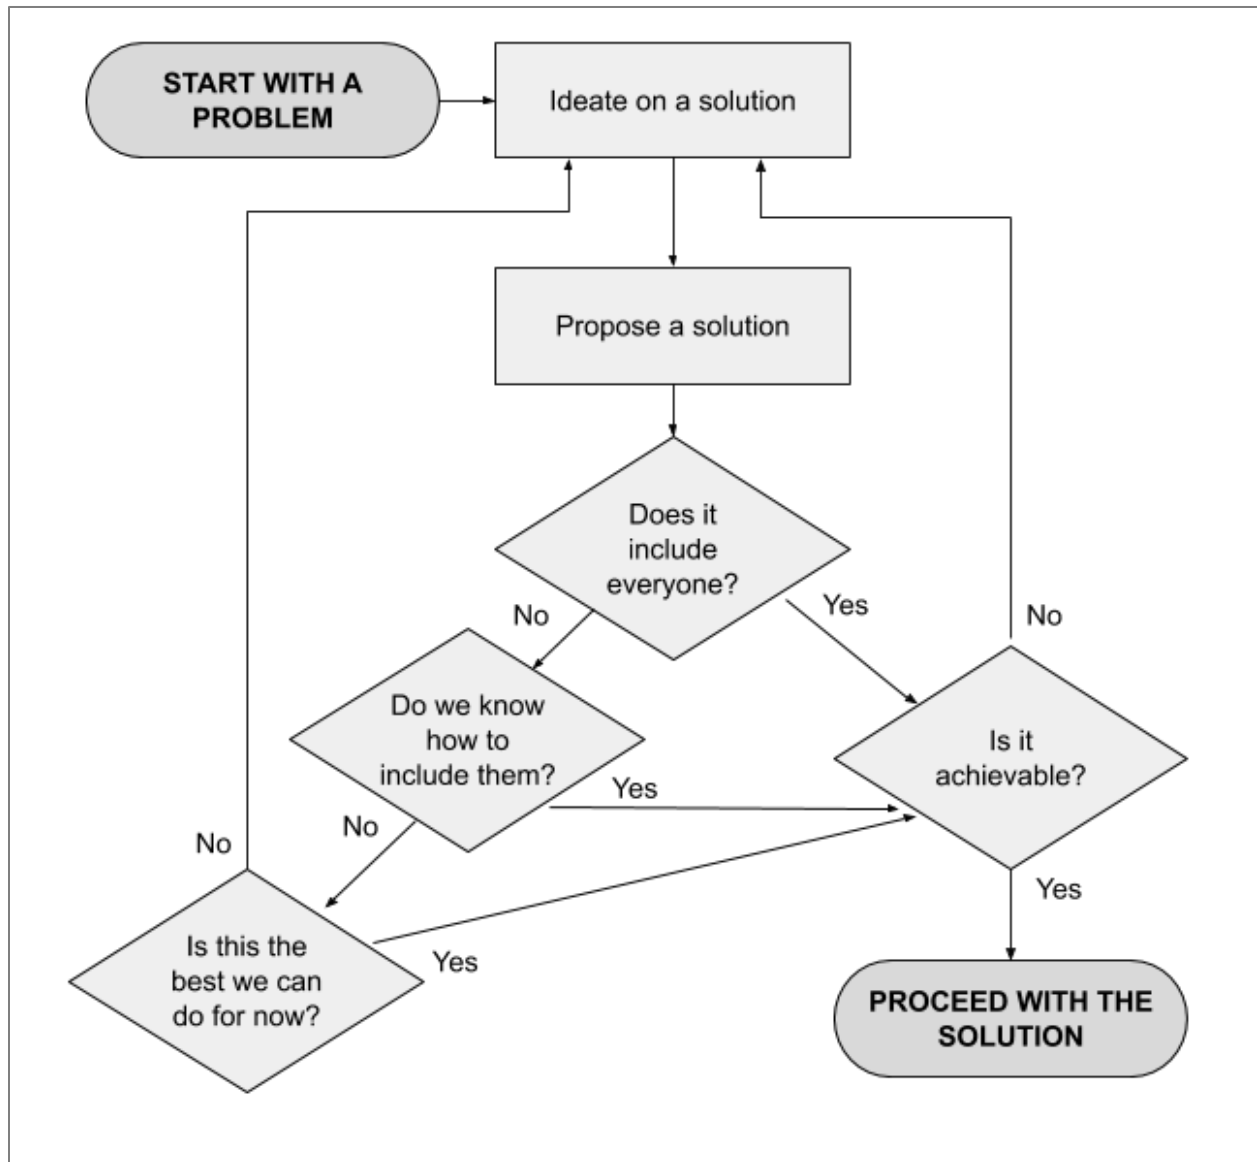 START WITH A
PROBLEM
Ideate on a solution
Propose a solution
Does it
include
everyone?
No
Yes
No
Do we know
how to
include them?
Is it
achievable?
Yes
No
No
Yes
Is this the
best we can
do for now?
Yes
PROCEED WITH THE
SOLUTION